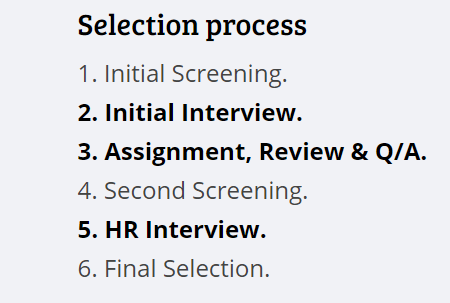 Selection process
1. Initial Screening.
2. Initial Interview.
3. Assignment, Review & Q/A.
4. Second Screening.
5. HR Interview.
6. Final Selection.